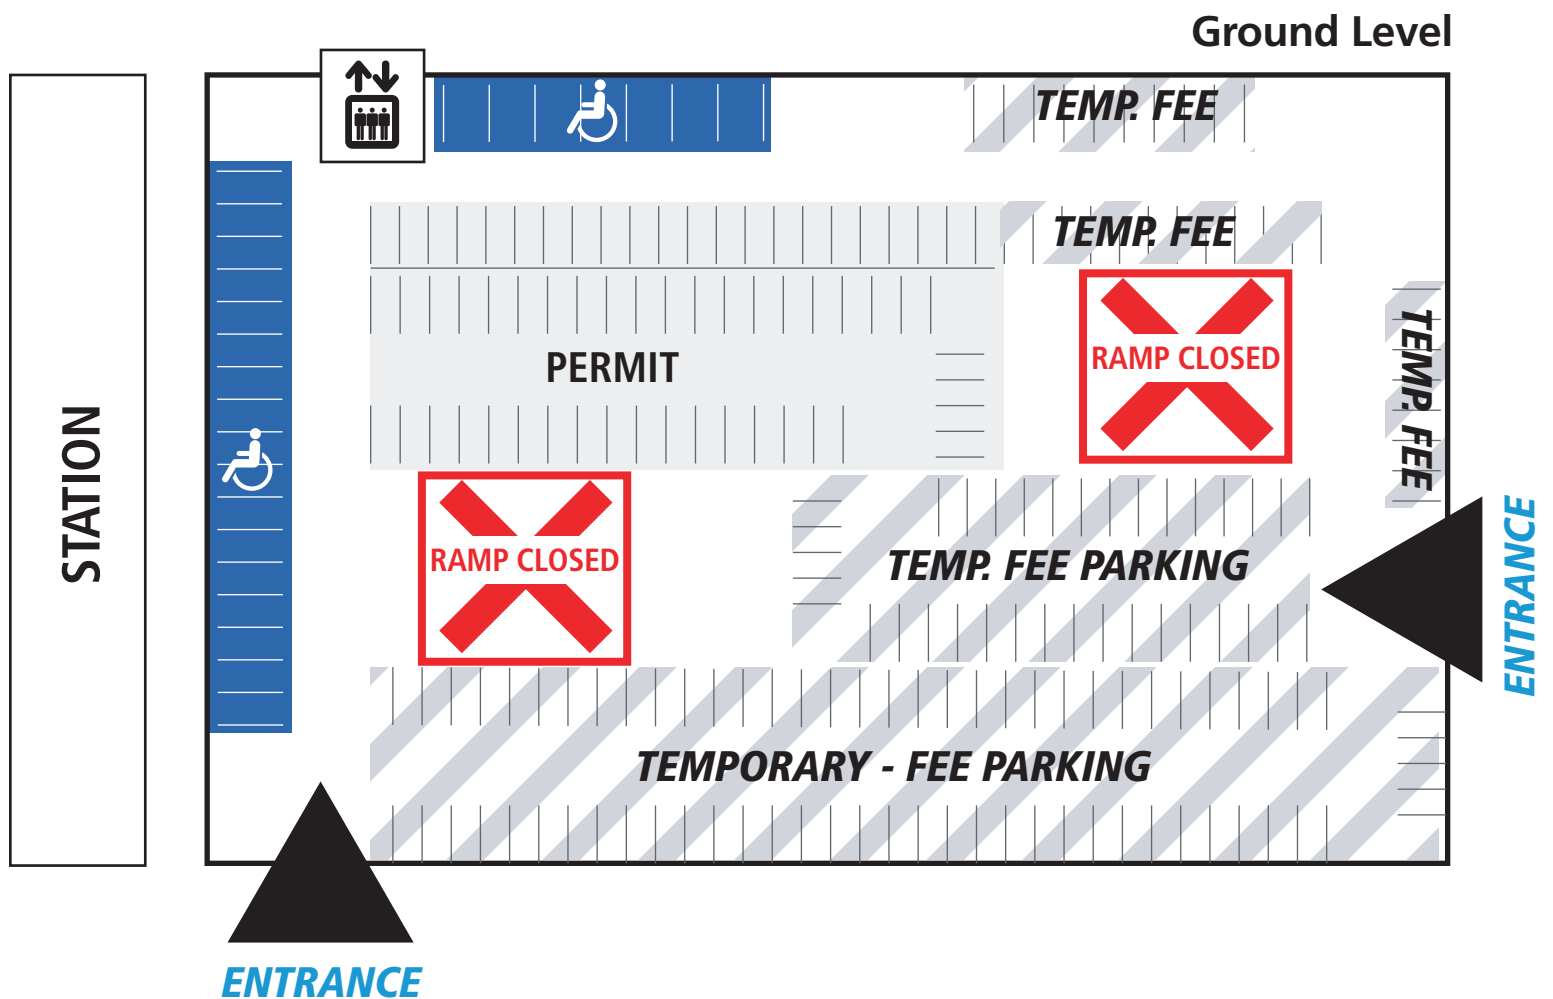 Ground Level
TEMP. FEE
TEMP. FEE
RAMP CLOSED
TEMP. FEE
PERMIT
STATION
RAMP CLOSED
TEMP. FEE PARKING
ENTRANCE
TEMPORARY - FEE PARKING
ENTRANCE